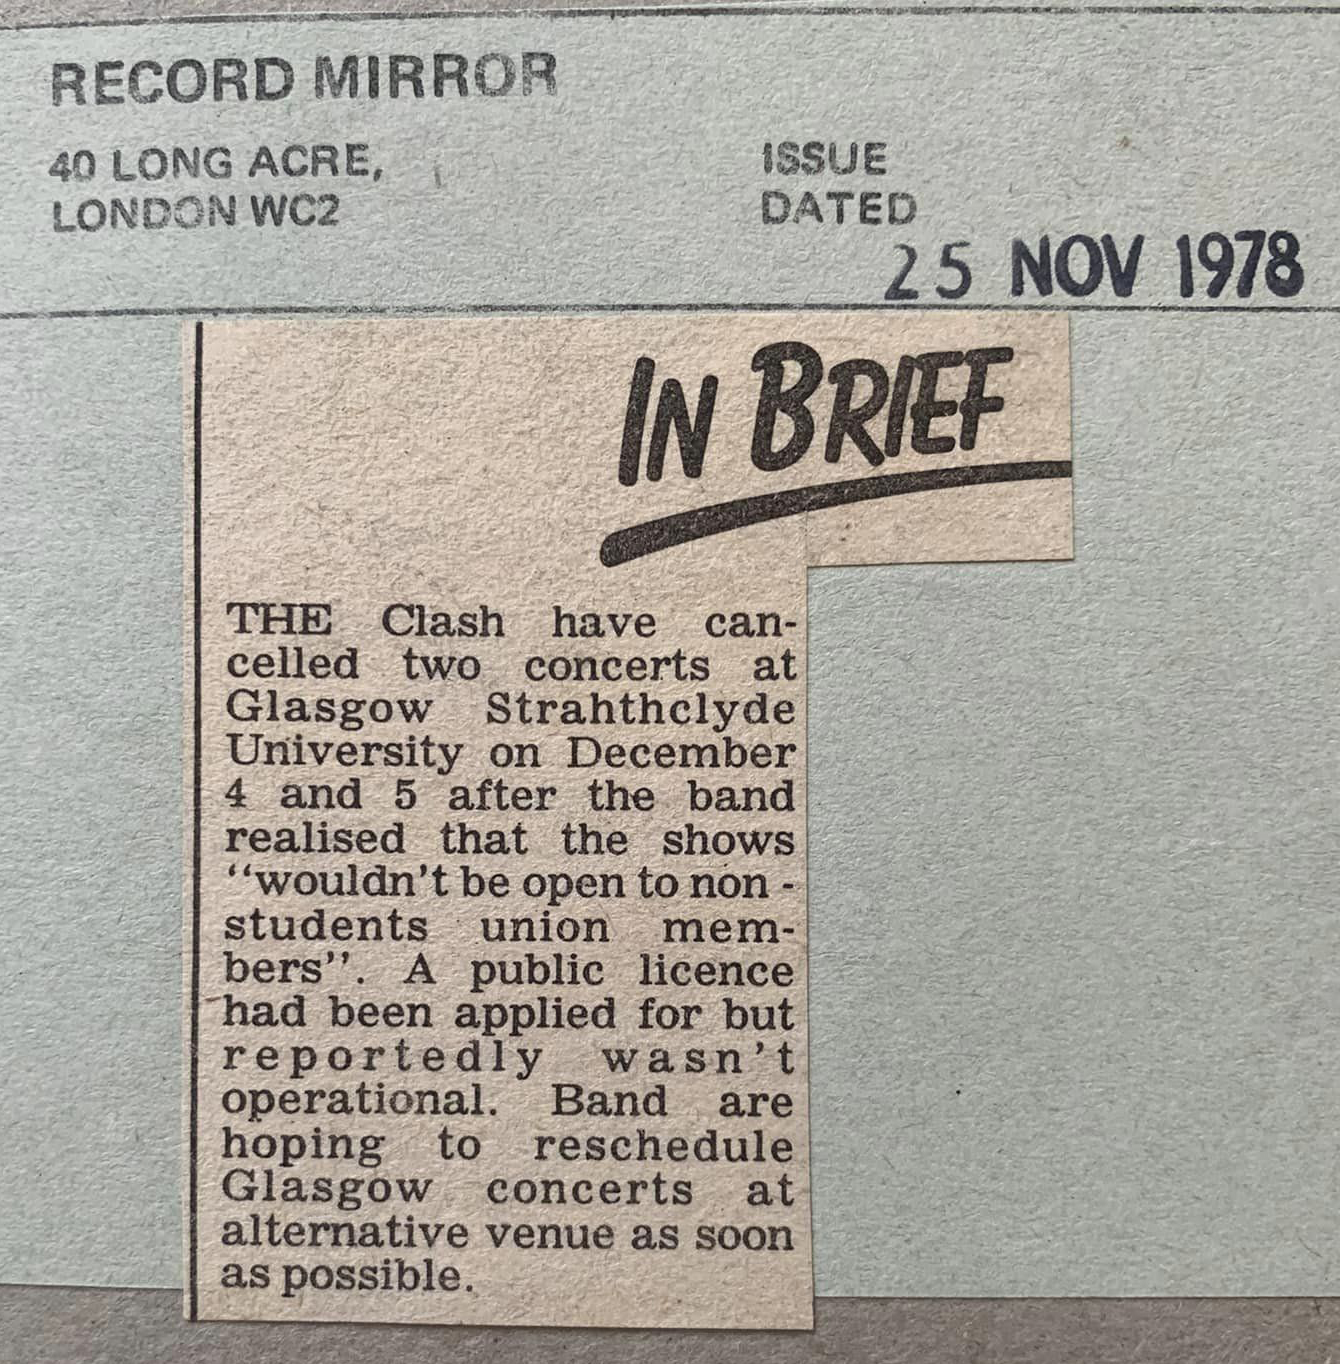 RECORD MIRROR
40 LONG ACRE,
LONDON WC2
ISSUE
DATED
25 NOV 1978
IN BRIEF
THE Clash have can-
celled two concerts at
Glasgow Strahthclyde
University on December
4 and 5 after the band
realised that the shows
“wouldn't be open to non -
students union mem-
bers”. A public licence
had been applied for but
reportedly wasn't
operational. Band are
hoping to reschedule
Glasgow concerts at
alternative venue as soon
as possible.